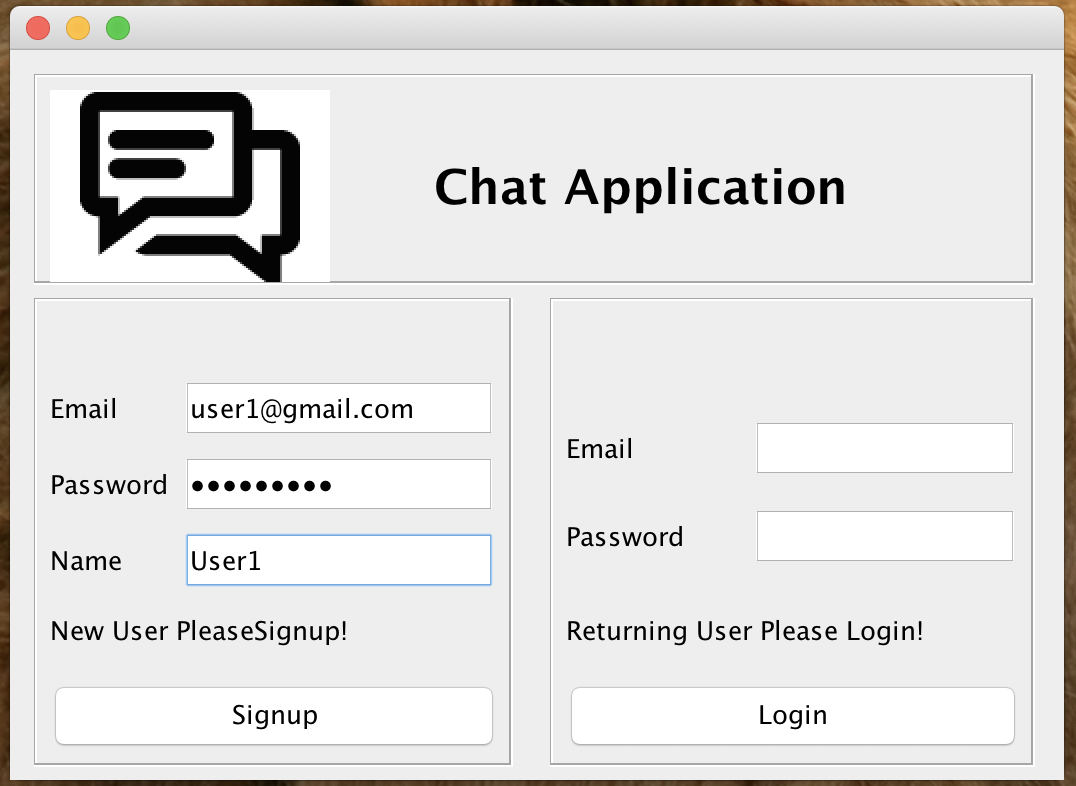 Chat Application
Email user1@gmail.com
Password •••••••••
Name User1
New User PleaseSignup!
Signup
Email
Password
Returning User Please Login!
Login